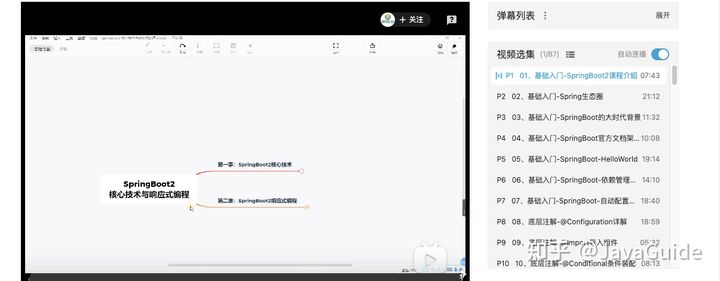 + 关注
思维导图
第一章：SpringBoot2核心技术
SpringBoot2
核心技术与响应式编程
第二章：SpringBoot2响应式编程
弹幕列表
展开
视频选集 (1/87) 自动连播
P1 01、基础入门-SpringBoot2课程介绍 07:43
P2 02、基础入门-Spring生态圈 21:12
P3 03、基础入门-SpringBoot的大时代背景 11:32
P4 04、基础入门-SpringBoot官方文档架... 10:08
P5 05、基础入门-SpringBoot-HelloWorld 19:14
P6 06、基础入门-SpringBoot-依赖管理... 14:10
P7 07、基础入门-SpringBoot-自动配置... 18:40
P8 08、底层注解-@Configuration详解 18:59
P9 09、底层注解-@Import导入组件 05:32
P10 10、底层注解-@Conditional条件装配 08:13
知乎 @JavaGuide